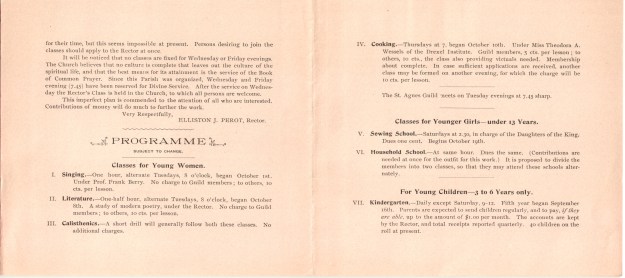 for their time, but this seems impossible at present. Persons desiring to join the
classes should apply to the Rector at once.
It will be noticed that no classes are fixed for Wednesday or Friday evenings.
The Church believes that no culture is complete that leaves out the culture of the
spiritual life, and that the best means for its attainment is the service of the Book
of Common Prayer. Since this Parish was organized, Wednesday and Friday
evening (7.45) have been reserved for Divine Service. After the service on Wednes-
day the Rector's Class is held in the Church, to which all persons are welcome.
This imperfect plan is commended to the attention of all who are interested.
Contributions of money will do much to further the work.
Very Respectfully,
ELLISTON J. PEROT, Rector.
PROGRAMME
SUBJECT TO CHANGE.
Classes for Young Women.
I. Singing.—One hour, alternate Tuesdays, 8 o'clock, began October 1st.
Under Prof. Frank Berry. No charge to Guild members; to others, 10
cts. per lesson.
II. Literature.—One-half hour, alternate Tuesdays, 8 o'clock, began October
8th. A study of modern poetry, under the Rector. No charge to Guild
members; to others, 10 cts. per lesson.
III. Calisthenics.—A short drill will generally follow both these classes. No
additional charges.
IV. Cooking.—Thursdays at 7, began October 10th. Under Miss Theodora A.
Wessels of the Drexel Institute. Guild members, 5 cts. per lesson; to
others, 10 cts., the class also providing victuals needed. Membership
about complete. In case sufficient applications are received, another
class may be formed on another evening, for which the charge will be
10 cts. per lesson.
The St. Agnes Guild meets on Tuesday evenings at 7.45 sharp.
Classes for Younger Girls—under 15 Years.
V. Sewing School.—Saturdays at 2.30, in charge of the Daughters of the King.
Dues one cent. Begins October 19th.
VI. Household School.—At same hour. Dues the same. (Contributions are
needed at once for the outfit for this work.) It is proposed to divide the
members into two classes, so that they may attend these schools alter-
nately.
For Young Children—3 to 6 Years only.
VII. Kindergarten.—Daily except Saturday, 9-12. Fifth year began September
16th. Parents are expected to send children regularly, and to pay, if they
are able, up to the amount of $1.00 per month. The accounts are kept
by the Rector, and total receipts reported quarterly. 40 children on the
roll at present.